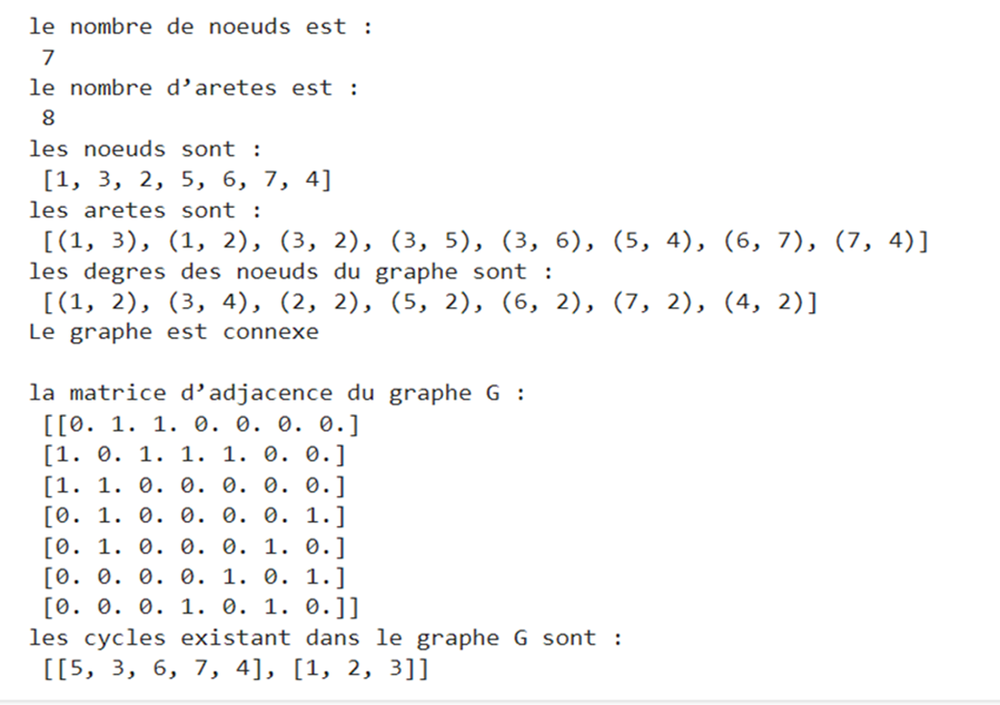 le nombre de noeuds est :
7
le nombre d’aretes est :
8
les noeuds sont :
[1, 3, 2, 5, 6, 7, 4]
les aretes sont :
[(1, 3), (1, 2), (3, 2), (3, 5), (3, 6), (5, 4), (6, 7), (7, 4)]
les degres des noeuds du graphe sont :
[(1, 2), (3, 4), (2, 2), (5, 2), (6, 2), (7, 2), (4, 2)]
Le graphe est connexe
la matrice d’adjacence du graphe G :
[[0. 1. 1. 0. 0. 0. 0.]
[1. 0. 1. 1. 1. 0. 0.]
[1. 1. 0. 0. 0. 0. 0.]
[0. 1. 0. 0. 0. 0. 1.]
[0. 1. 0. 0. 0. 1. 0.]
[0. 0. 0. 0. 1. 0. 1.]
[0. 0. 0. 1. 0. 1. 0.]]
les cycles existant dans le graphe G sont :
[[5, 3, 6, 7, 4], [1, 2, 3]]